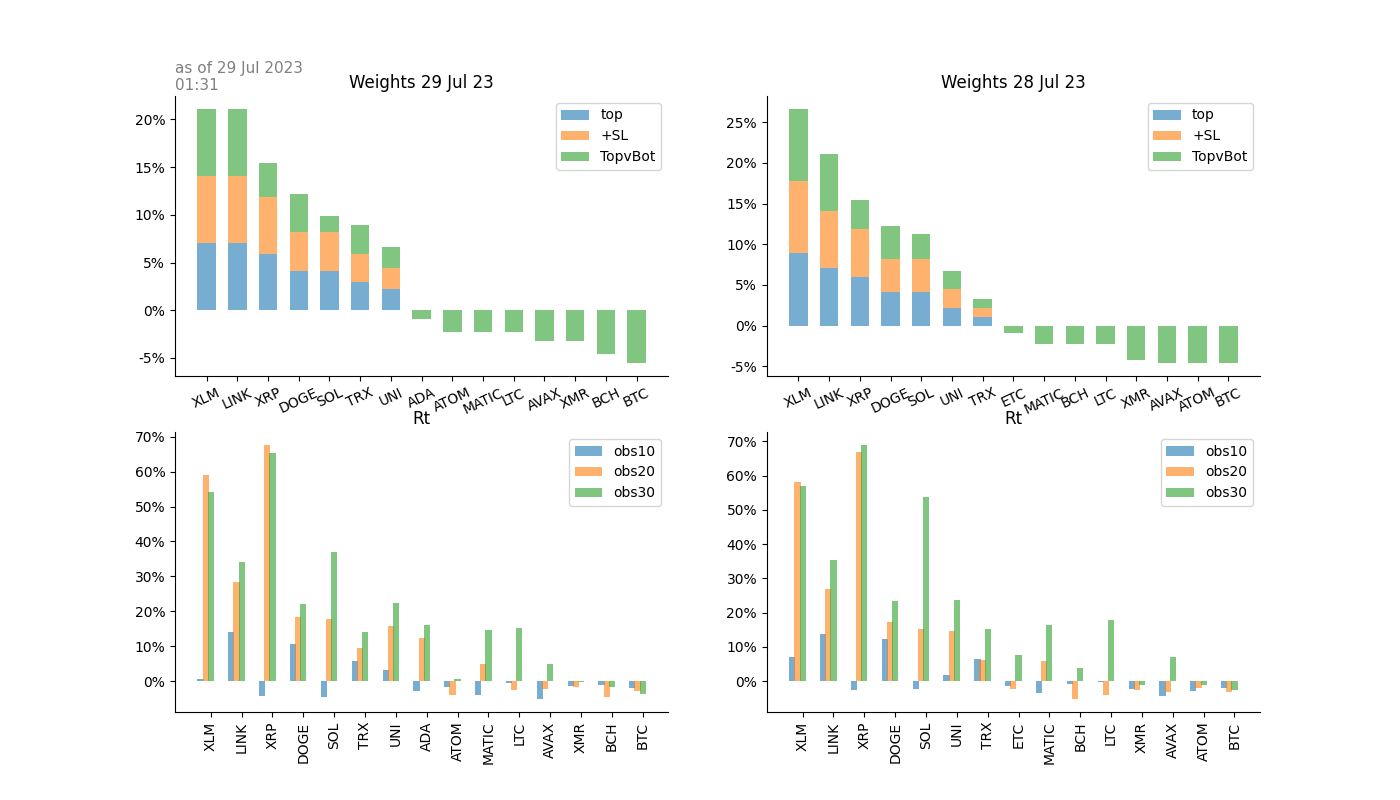 as of 29 Jul 2023
01:31
Weights 29 Jul 23
20%
15%
10%
5%
0%
-5%
top
+SL
TopvBot
XLM LINK XRP DOGE SOL TRX UNI ADA ATOM MATIC LTC AVAX XMR BCH BTC
Weights 28 Jul 23
25%
20%
15%
10%
5%
0%
-5%
top
+SL
TopvBot
XLM LINK XRP DOGE SOL UNI TRX ETC MATIC BCH LTC XMR AVAX ATOM BTC
Rt
70%
60%
50%
40%
30%
20%
10%
0%
obs10
obs20
obs30
XLM LINK XRP DOGE SOL TRX UNI ADA ATOM MATIC LTC AVAX XMR BCH BTC
Rt
70%
60%
50%
40%
30%
20%
10%
0%
obs10
obs20
obs30
XLM LINK XRP DOGE SOL UNI TRX ETC MATIC BCH LTC XMR AVAX ATOM BTC